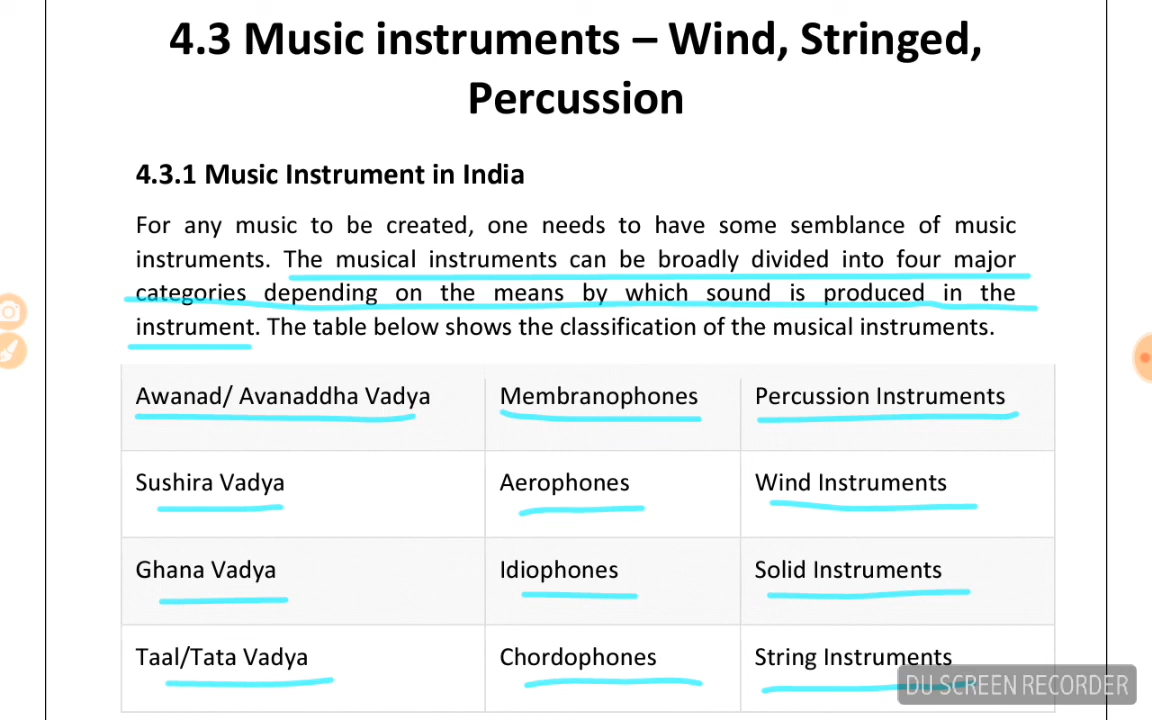 4.3 Music instruments – Wind, Stringed,
Percussion
4.3.1 Music Instrument in India
For any music to be created, one needs to have some semblance of music
instruments. The musical instruments can be broadly divided into four major
categories depending on the means by which sound is produced in the
instrument. The table below shows the classification of the musical instruments.
Awanad/ Avanaddha Vadya Membranophones Percussion Instruments
Sushira Vadya Aerophones Wind Instruments
Ghana Vadya Idiophones Solid Instruments
Taal/Tata Vadya Chordophones String Instruments
DU SCREEN RECORDER